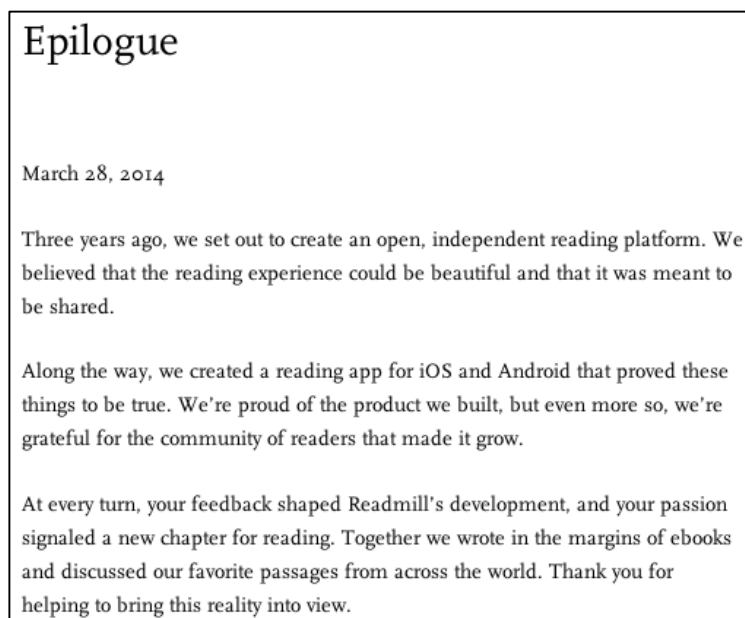 Epilogue
March 28, 2014
Three years ago, we set out to create an open, independent reading platform. We
believed that the reading experience could be beautiful and that it was meant to
be shared.
Along the way, we created a reading app for iOS and Android that proved these
things to be true. We’re proud of the product we built, but even more so, we’re
grateful for the community of readers that made it grow.
At every turn, your feedback shaped Readmill’s development, and your passion
signaled a new chapter for reading. Together we wrote in the margins of ebooks
and discussed our favorite passages from across the world. Thank you for
helping to bring this reality into view.